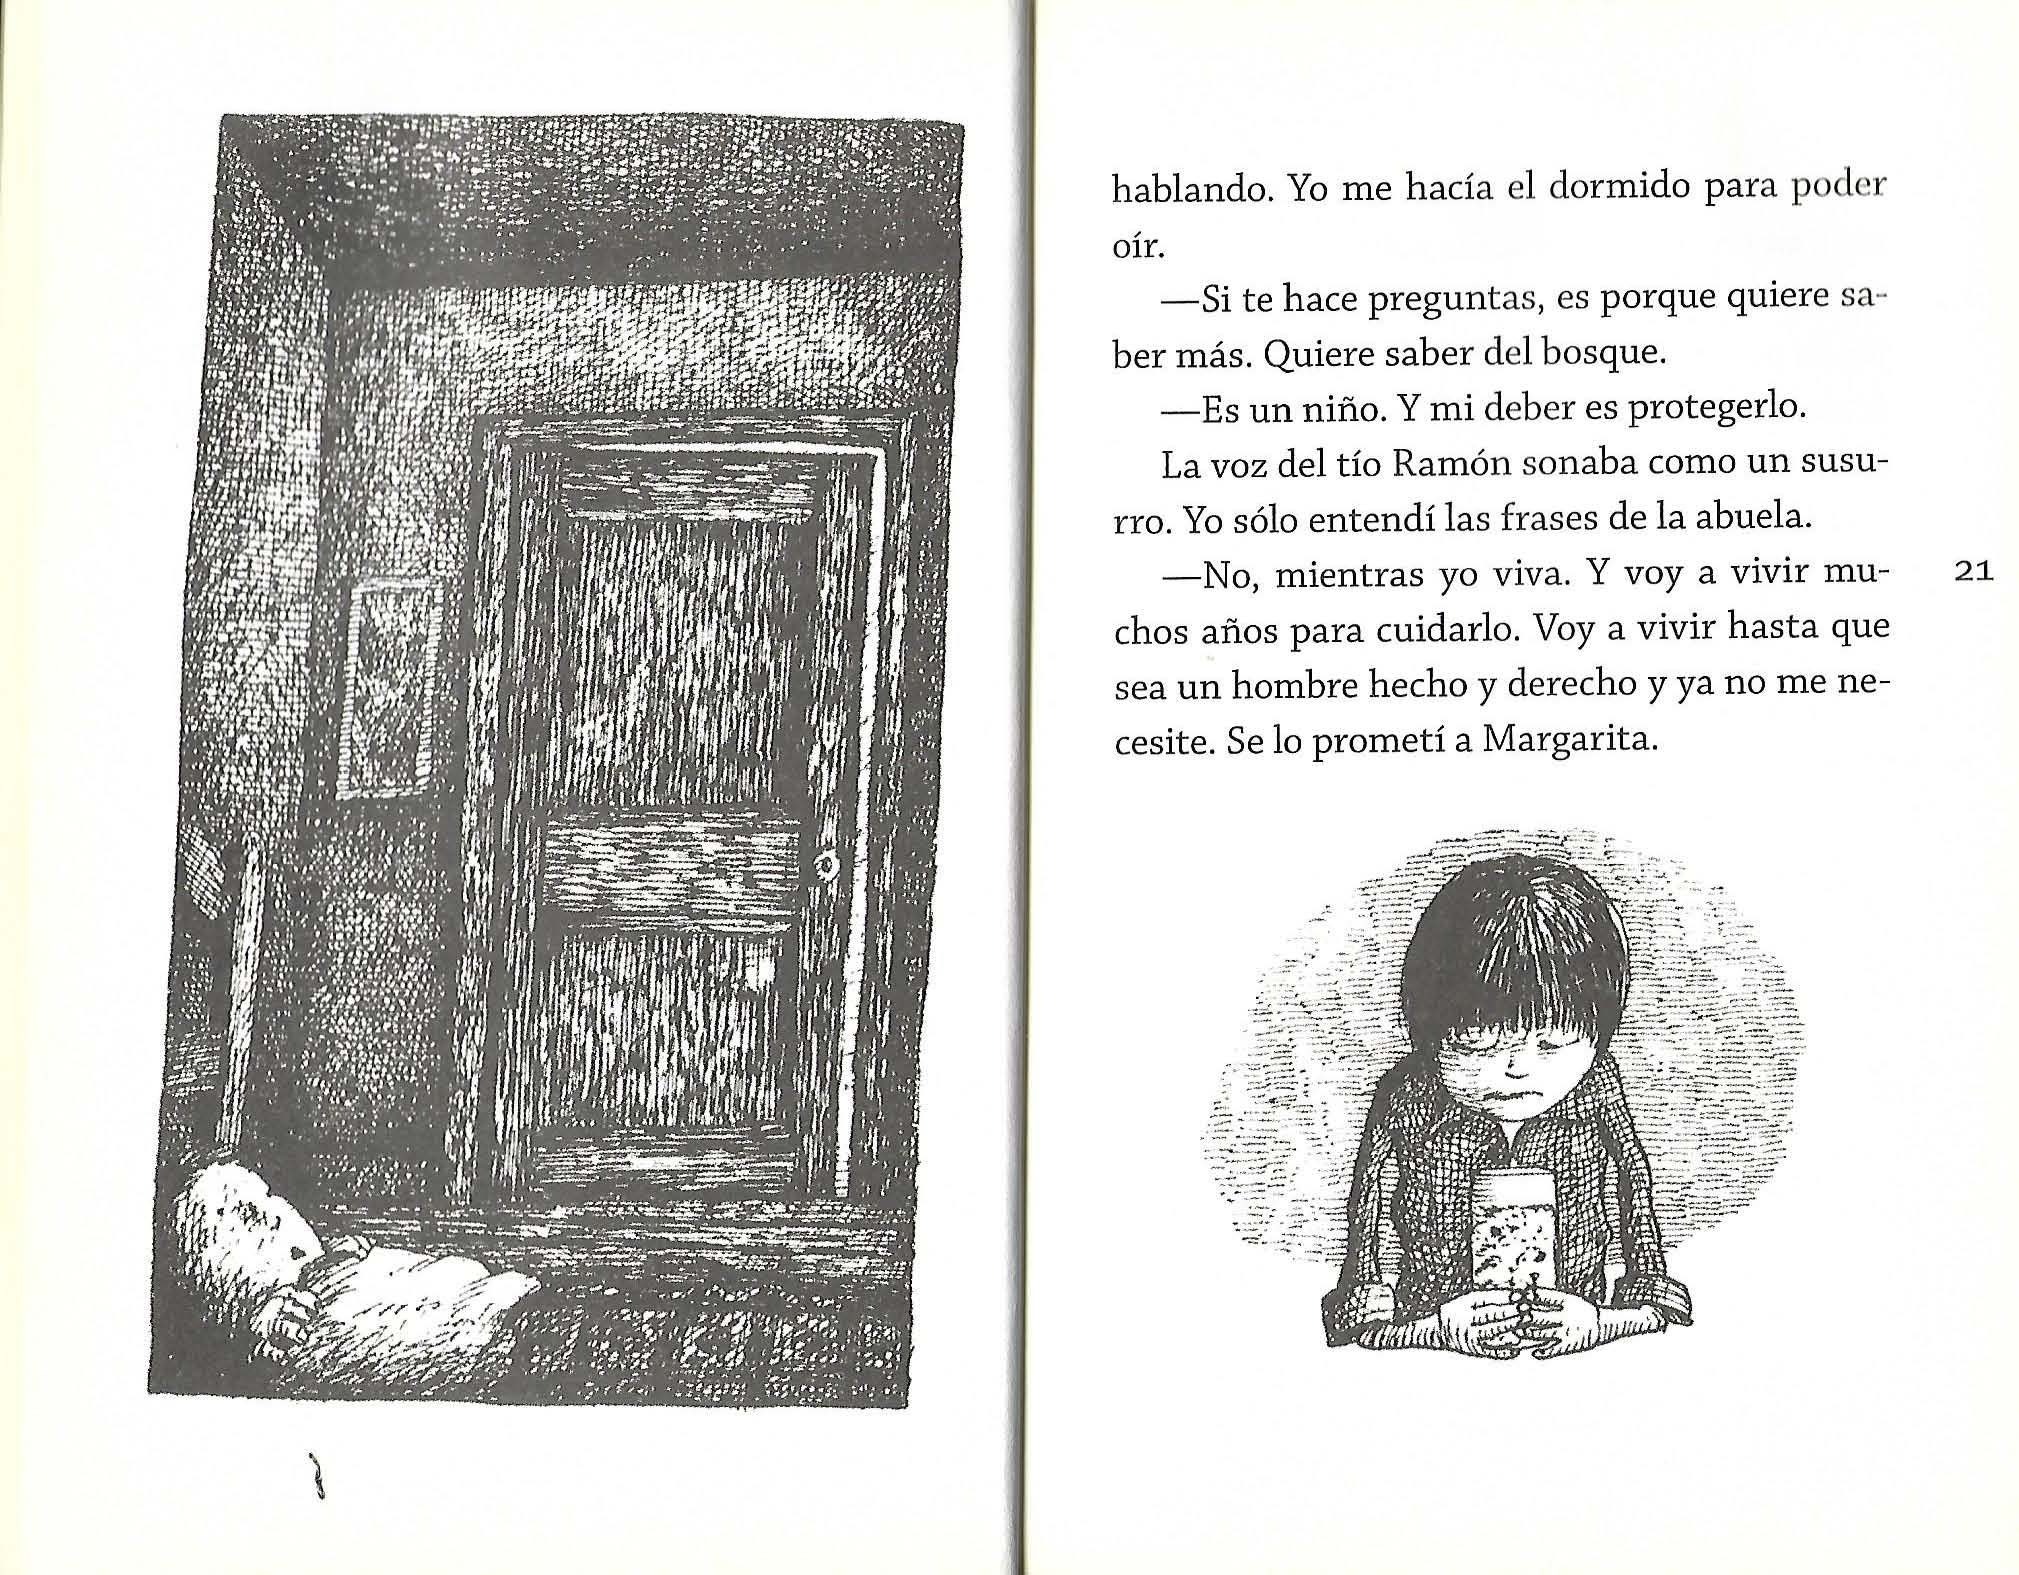 hablando. Yo me hacía el dormido para poder
oír.
—Si te hace preguntas, es porque quiere sa-
ber más. Quiere saber del bosque.
—Es un niño. Y mi deber es protegerlo.
La voz del tío Ramón sonaba como un susu-
rro. Yo sólo entendí las frases de la abuela.
—No, mientras yo viva. Y voy a vivir mu-
chos años para cuidarlo. Voy a vivir hasta que
sea un hombre hecho y derecho y ya no me ne-
cesite. Se lo prometí a Margarita.
21